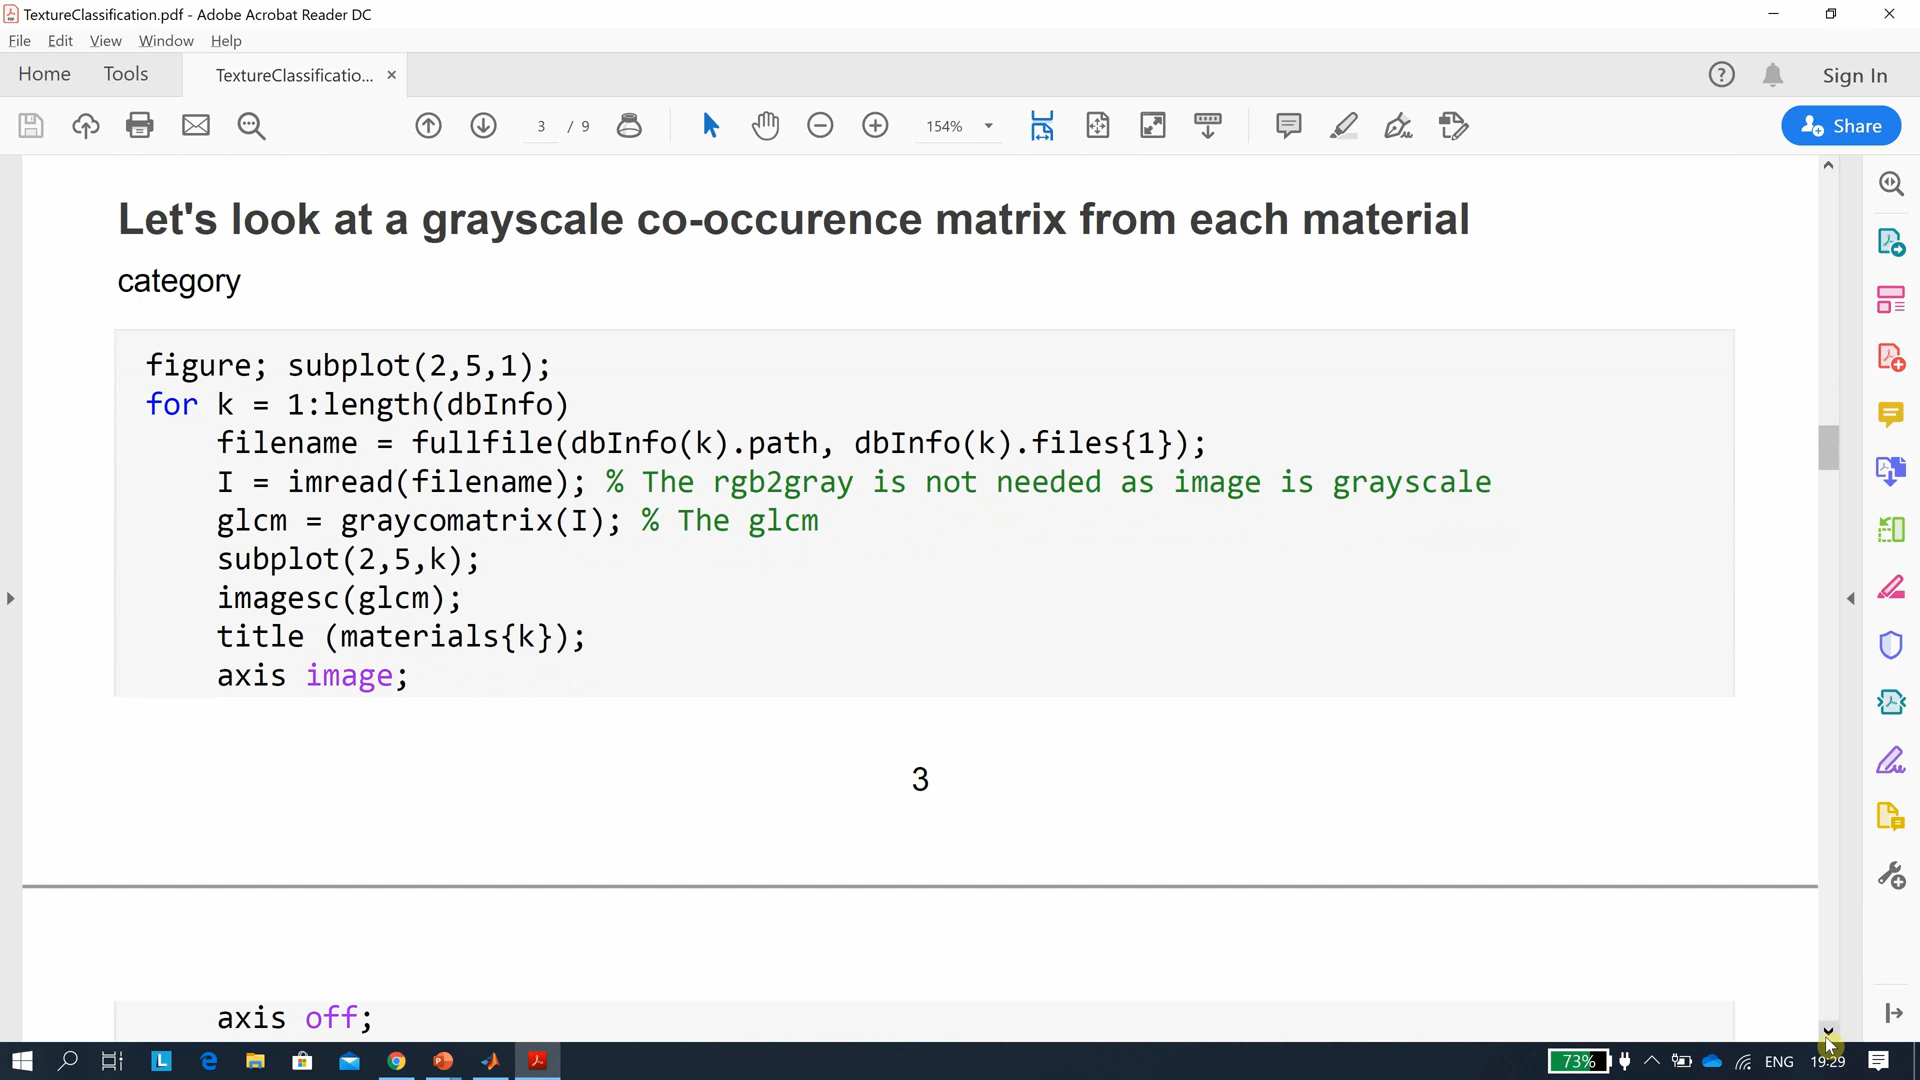 TextureClassification.pdf - Adobe Acrobat Reader DC
File Edit View Window Help
Home Tools TextureClassificatio... × Sign In
3 / 9 154% Share
Let's look at a grayscale co-occurence matrix from each material
category
figure; subplot(2,5,1);
for k = 1:length(dbInfo)
filename = fullfile(dbInfo(k).path, dbInfo(k).files{1});
I = imread(filename); % The rgb2gray is not needed as image is grayscale
glcm = graycomatrix(I); % The glcm
subplot(2,5,k);
imagesc(glcm);
title (materials{k});
axis image;
3
axis off;
73% ENG 19:29